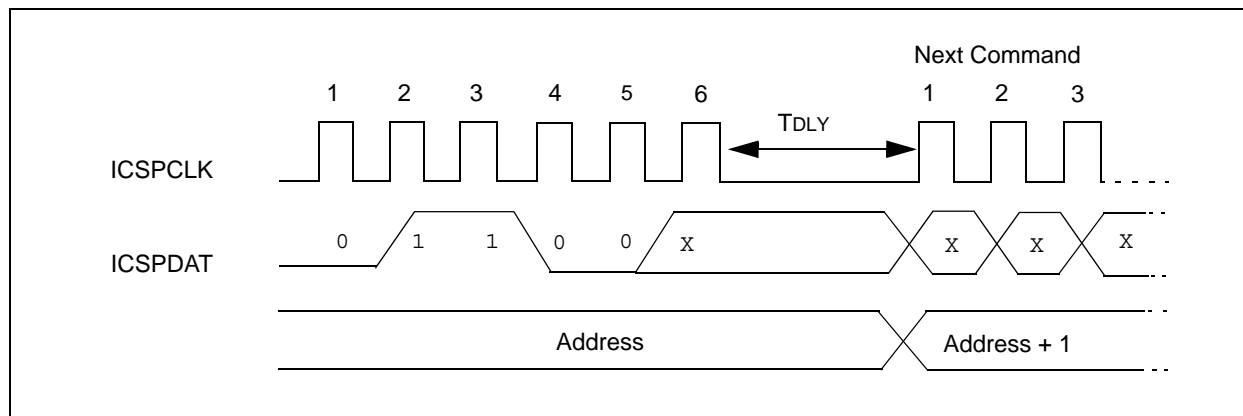 Next Command
1 2 3 4 5 6 1 2 3
TDLY
ICSPCLK
0 1 1 0 0 X X X X
ICSPDAT
Address Address + 1